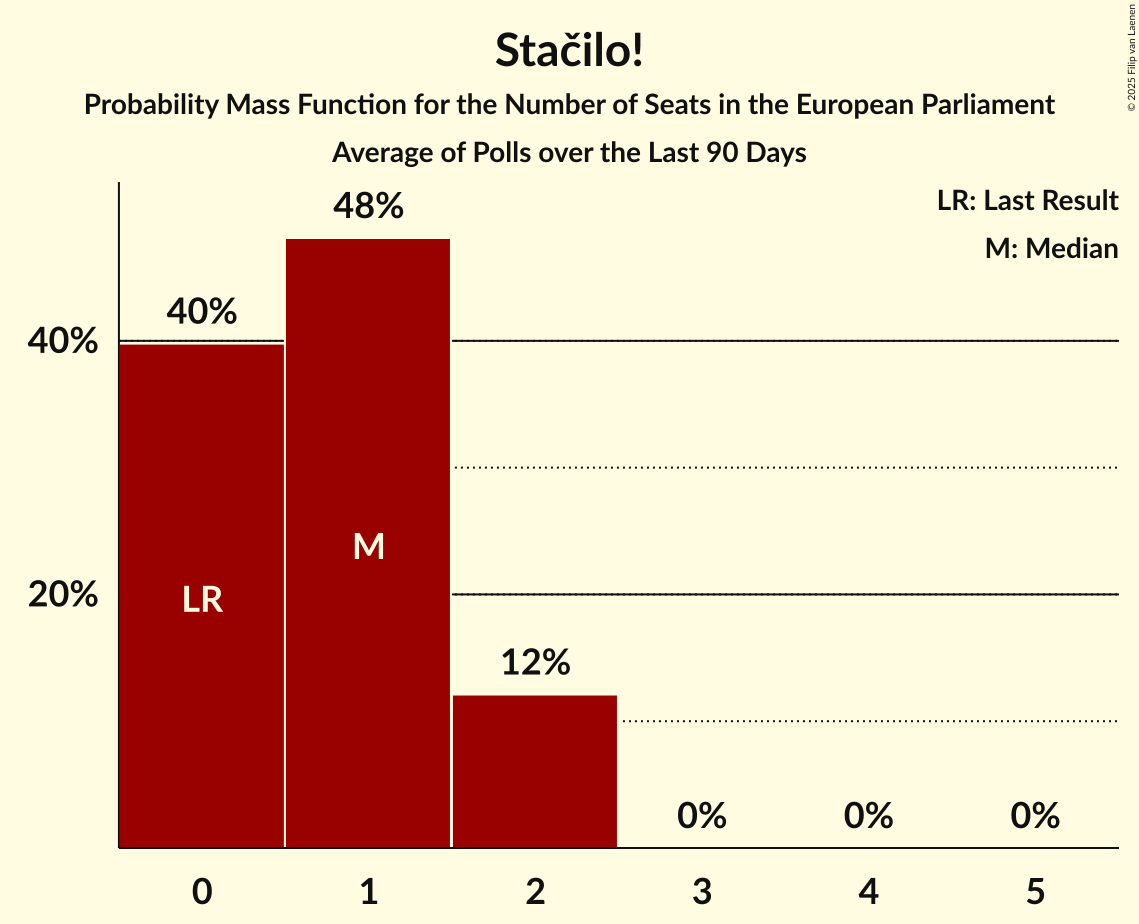 Stačilo!
Probability Mass Function for the Number of Seats in the European Parliament
Average of Polls over the Last 90 Days
© 2025 Filip van Laenen
LR: Last Result
M: Median
48%
40%
40%
M
LR
20%
12%
0%
0%
0%
0
1
2
3
4
5